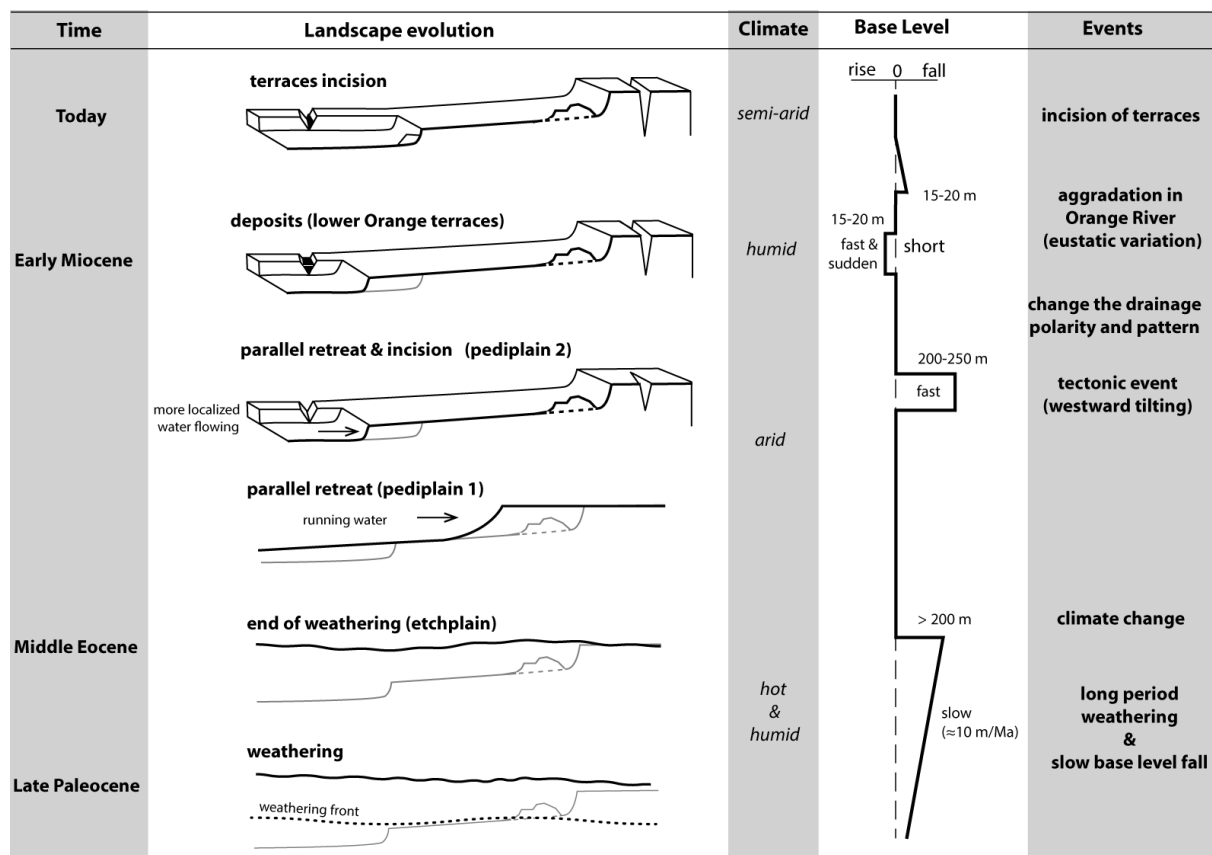 Time
Landscape evolution
Climate
Base Level
Events
rise 0 fall
terraces incision
Today
semi-arid
incision of terraces
15-20 m
aggradation in
Orange River
(eustatic variation)
deposits (lower Orange terraces)
15-20 m
fast &
sudden
short
Early Miocene
humid
change the drainage
polarity and pattern
parallel retreat & incision (pediplain 2)
200-250 m
fast
tectonic event
(westward tilting)
more localized
water flowing
arid
parallel retreat (pediplain 1)
running water
> 200 m
climate change
end of weathering (etchplain)
Middle Eocene
hot
&
humid
slow
(≈10 m/Ma)
long period
weathering
&
slow base level fall
weathering
Late Paleocene
weathering front